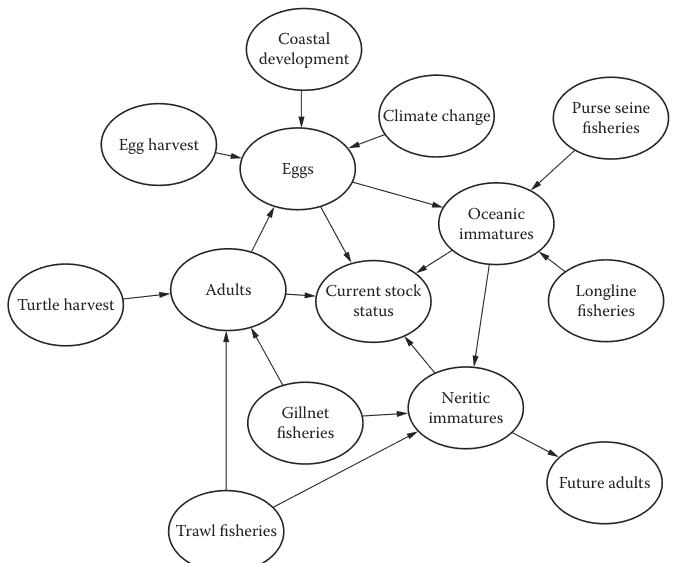 Coastal
development
Climate change
Purse seine
fisheries
Egg harvest
Eggs
Oceanic
immatures
Turtle harvest
Adults
Current stock
status
Longline
fisheries
Gillnet
fisheries
Neritic
immatures
Future adults
Trawl fisheries